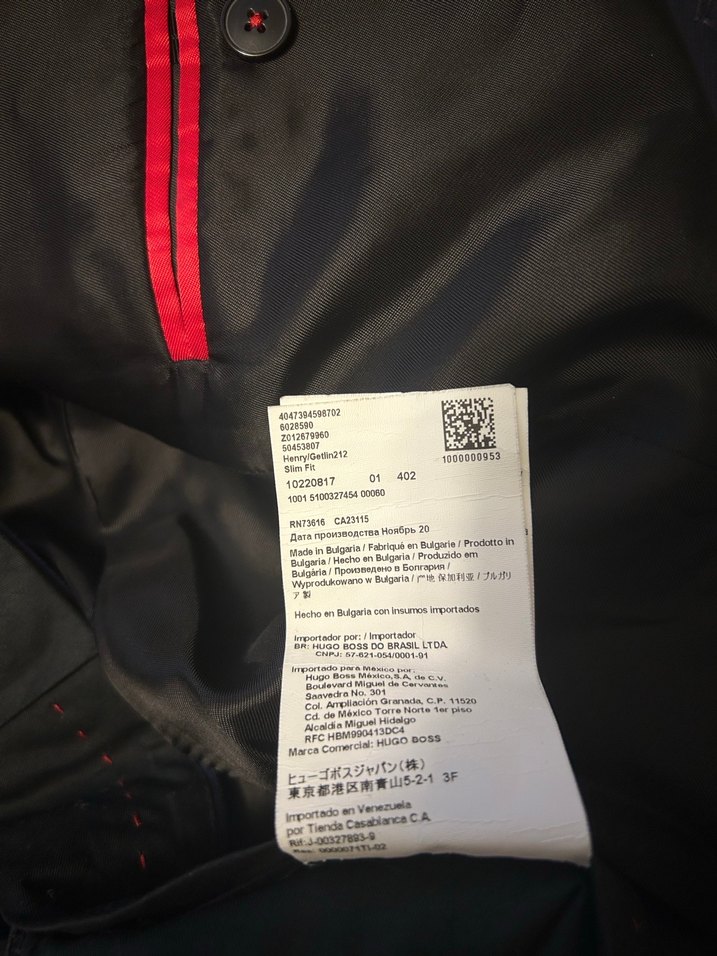 4047394598702
6028590
Z012679960
50453807
Henry/Getlin212
Slim Fit
1000000953
10220817 01 402
1001 5100327454 00060
RN73616 CA23115
Дата производства Ноябрь 20
Made in Bulgaria / Fabriqué en Bulgarie / Prodotto in
Bulgaria / Hecho en Bulgaria / Produzido em
Bulgária / Произведено в Болгария /
Wyprodukowano w Bulgaria / 产地 保加利亚 / ブルガリ
ア 製
Hecho en Bulgaria con insumos importados
Importador por: / Importador
BR: HUGO BOSS DO BRASIL LTDA
CNPJ: 57-621-054/0001-91
Importado para México por:
Hugo Boss México,S.A, de C.V.
Boulevard Miguel de Cervantes
Saavedra No. 301
Col. Ampliación Granada, C.P. 11520
Cd. de México Torre Norte 1er piso
Alcaldía Miguel Hidalgo
RFC HBM990413DC4
Marca Comercial: HUGO BOSS
ヒューゴボスジャパン(株)
東京都港区南青山5-2-1 3F
Importado en Venezuela
por Tienda Casablanca C.A.
Rif:J-00327893-9